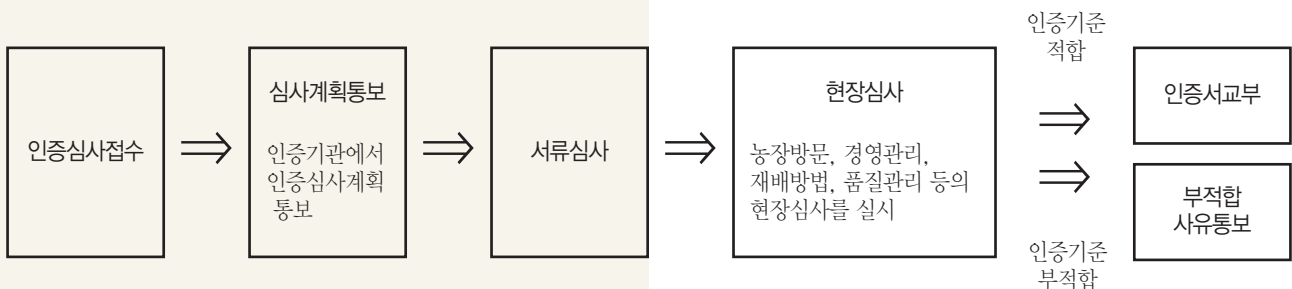 인증심사접수
심사계획통보
인증기관에서
인증심사계획
통보
서류심사
현장심사
농장방문, 경영관리,
재배방법, 품질관리 등의
현장심사를 실시
인증기준
적합
인증서교부
부적합
사유통보
인증기준
부적합